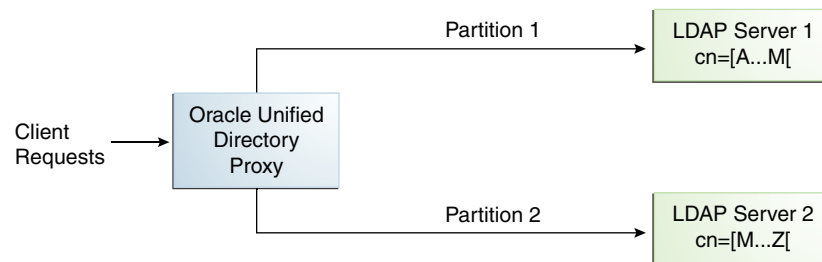 Partition 1
LDAP Server 1
cn=[A...M[
Oracle Unified
Directory
Proxy
Client
Requests
Partition 2
LDAP Server 2
cn=[M...Z[